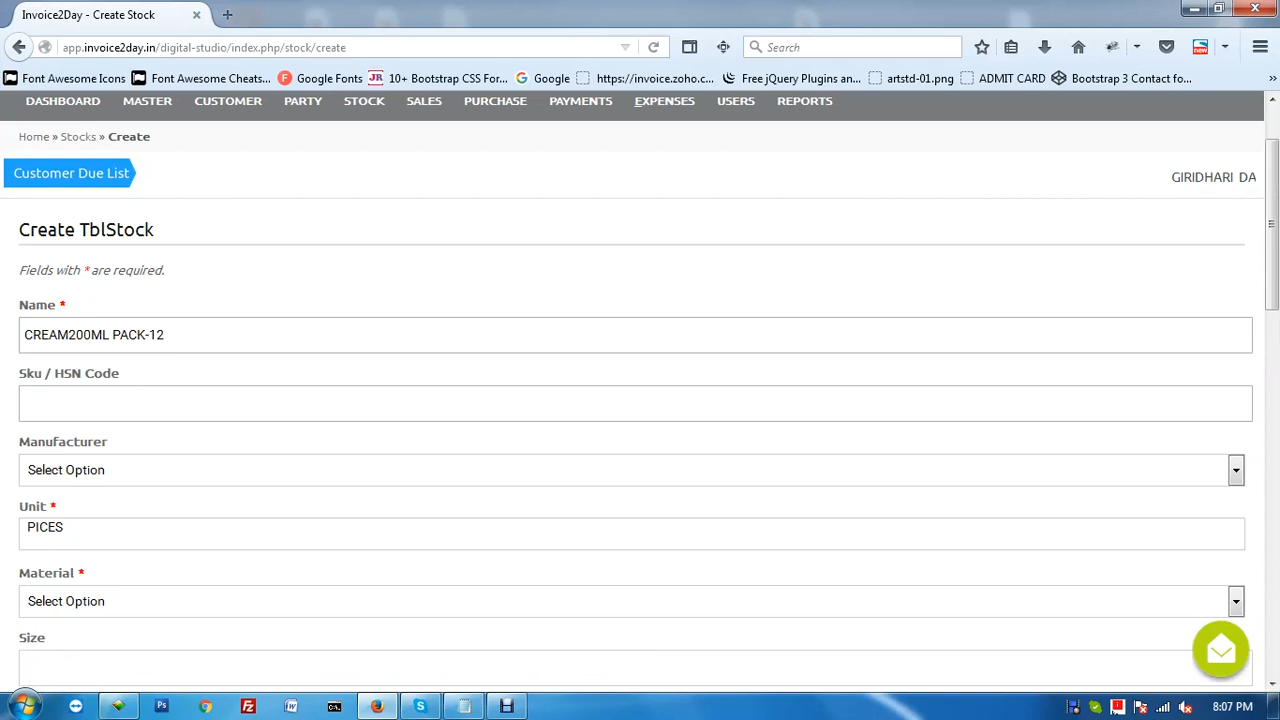 Invoice2Day - Create Stock
app.invoice2day.in/digital-studio/index.php/stock/create
Search
Font Awesome Icons
Font Awesome Cheats...
Google Fonts
10+ Bootstrap CSS For...
Google
https://invoice.zoho.c...
Free jQuery Plugins an...
artstd-01.png
ADMIT CARD
Bootstrap 3 Contact fo...
DASHBOARD MASTER CUSTOMER PARTY STOCK SALES PURCHASE PAYMENTS EXPENSES USERS REPORTS
Home » Stocks » Create
Customer Due List
GIRIDHARI DA
Create TblStock
Fields with * are required.
Name *
CREAM200ML PACK-12
Sku / HSN Code
Manufacturer
Select Option
Unit *
PICES
Material *
Select Option
Size
8:07 PM